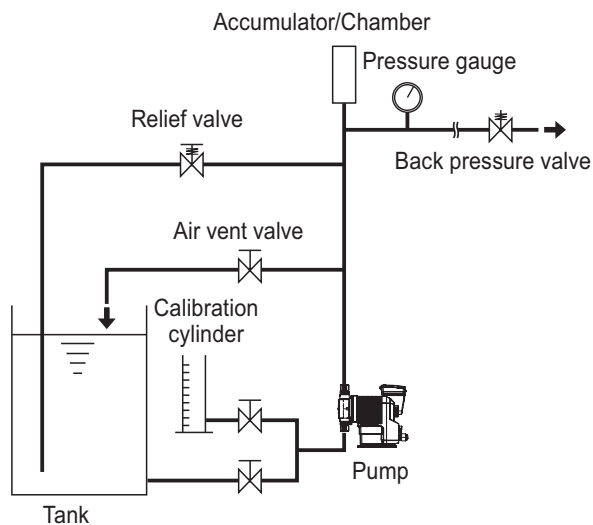 Accumulator/Chamber
Pressure gauge
Relief valve
Back pressure valve
Air vent valve
Calibration
cylinder
Pump
Tank